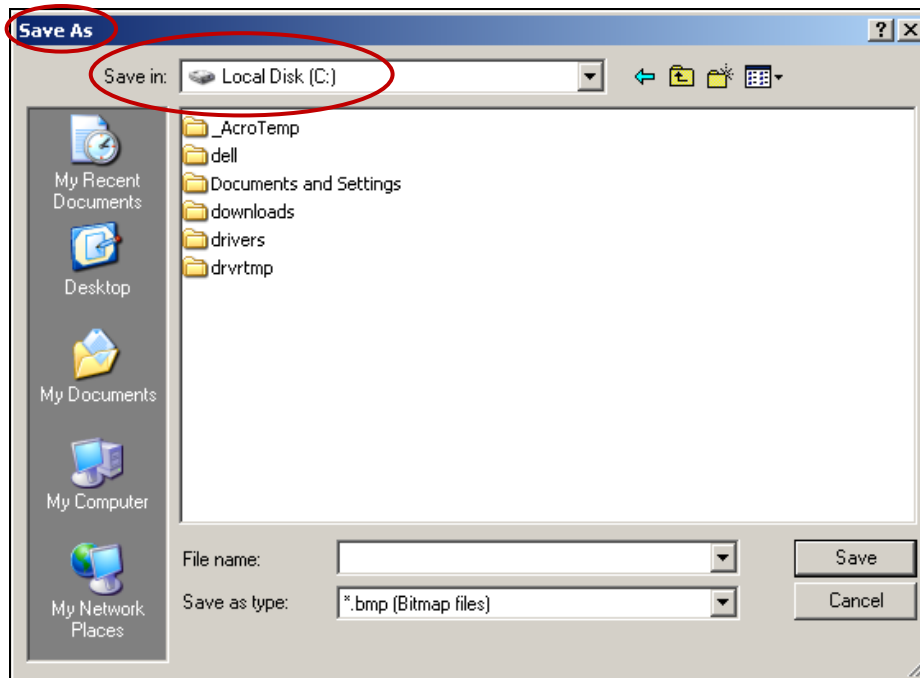 Save As
?
Save in: Local Disk (C:)
_AcroTemp
dell
Documents and Settings
downloads
drivers
drvrtmp
My Recent
Documents
Desktop
My Documents
My Computer
My Network
Places
File name:
Save
Save as type: *.bmp (Bitmap files)
Cancel